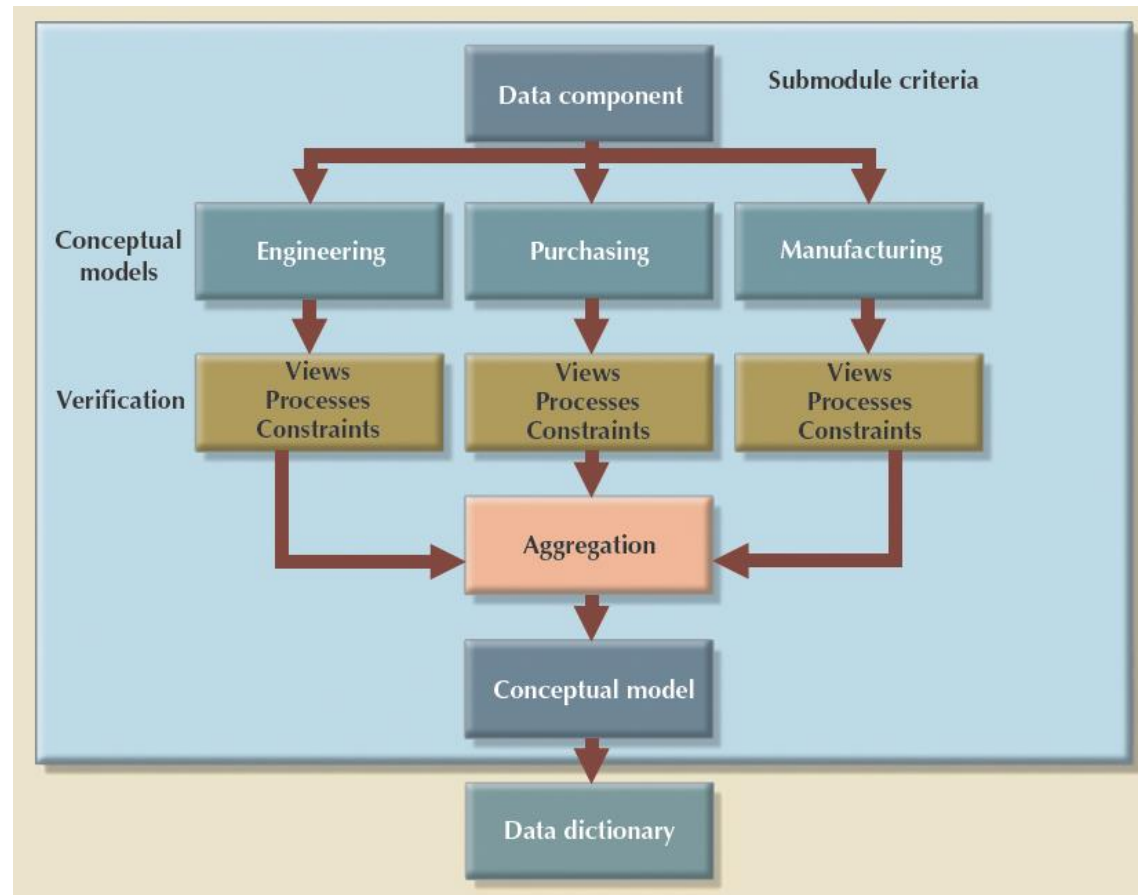 Data component
Submodule criteria
Conceptual
models
Engineering
Purchasing
Manufacturing
Verification
Views
Processes
Constraints
Views
Processes
Constraints
Views
Processes
Constraints
Aggregation
Conceptual model
Data dictionary